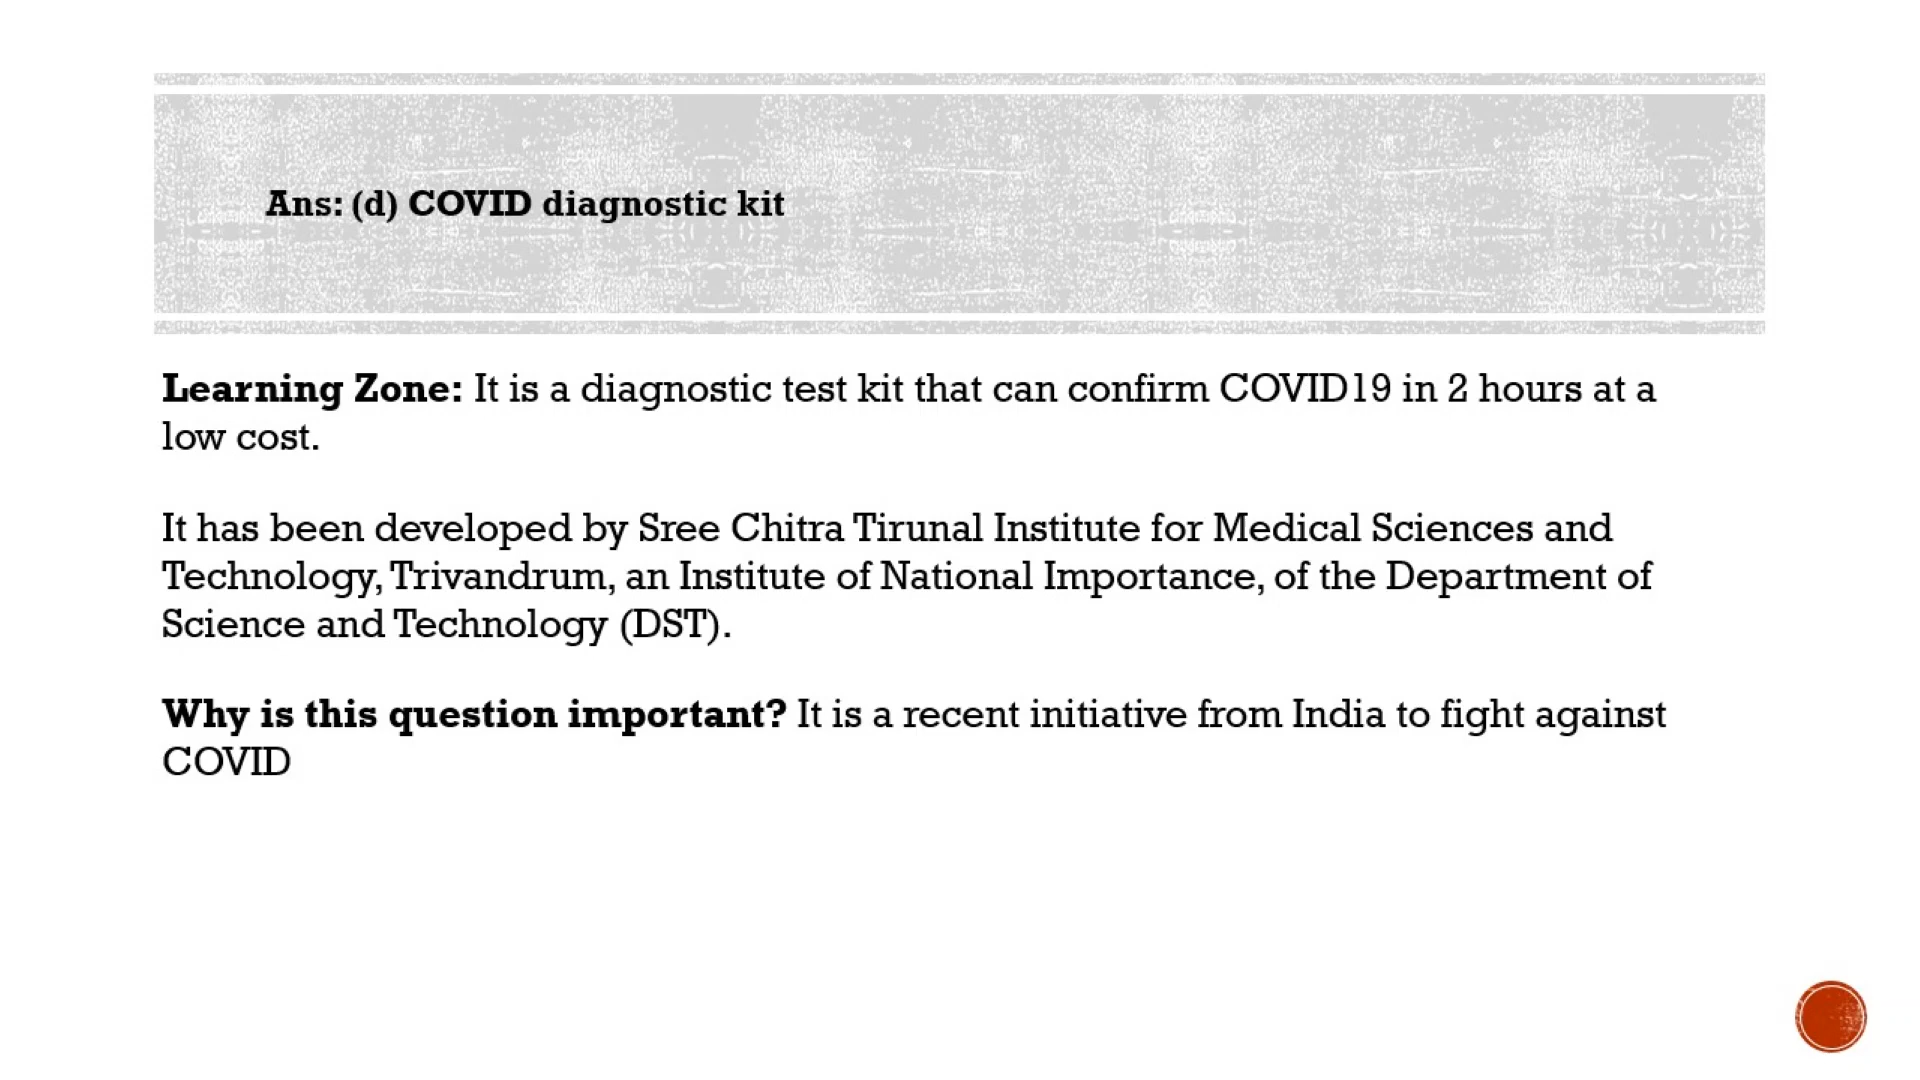 Ans: (d) COVID diagnostic kit
Learning Zone: It is a diagnostic test kit that can confirm COVID19 in 2 hours at a
low cost.
It has been developed by Sree Chitra Tirunal Institute for Medical Sciences and
Technology, Trivandrum, an Institute of National Importance, of the Department of
Science and Technology (DST).
Why is this question important? It is a recent initiative from India to fight against
COVID